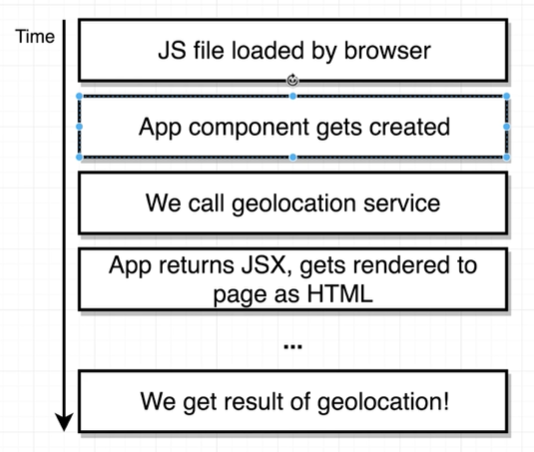 Time
JS file loaded by browser
App component gets created
We call geolocation service
App returns JSX, gets rendered to
page as HTML
...
We get result of geolocation!